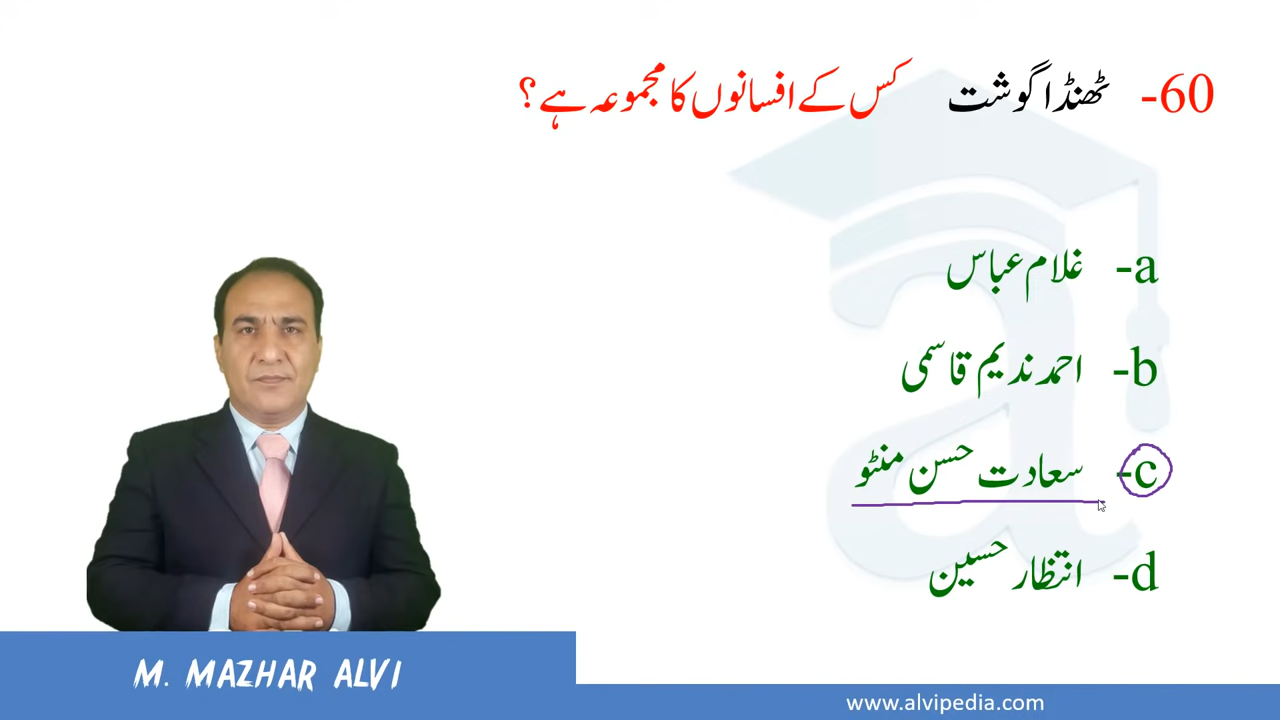 60- ٹھنڈا گوشت کس کے افسانوں کا مجموعہ ہے؟
a- غلام عباس
b- احمد ندیم قاسمی
c- سعادت حسن منٹو
d- انتظار حسین
M. MAZHAR ALVI
www.alvipedia.com